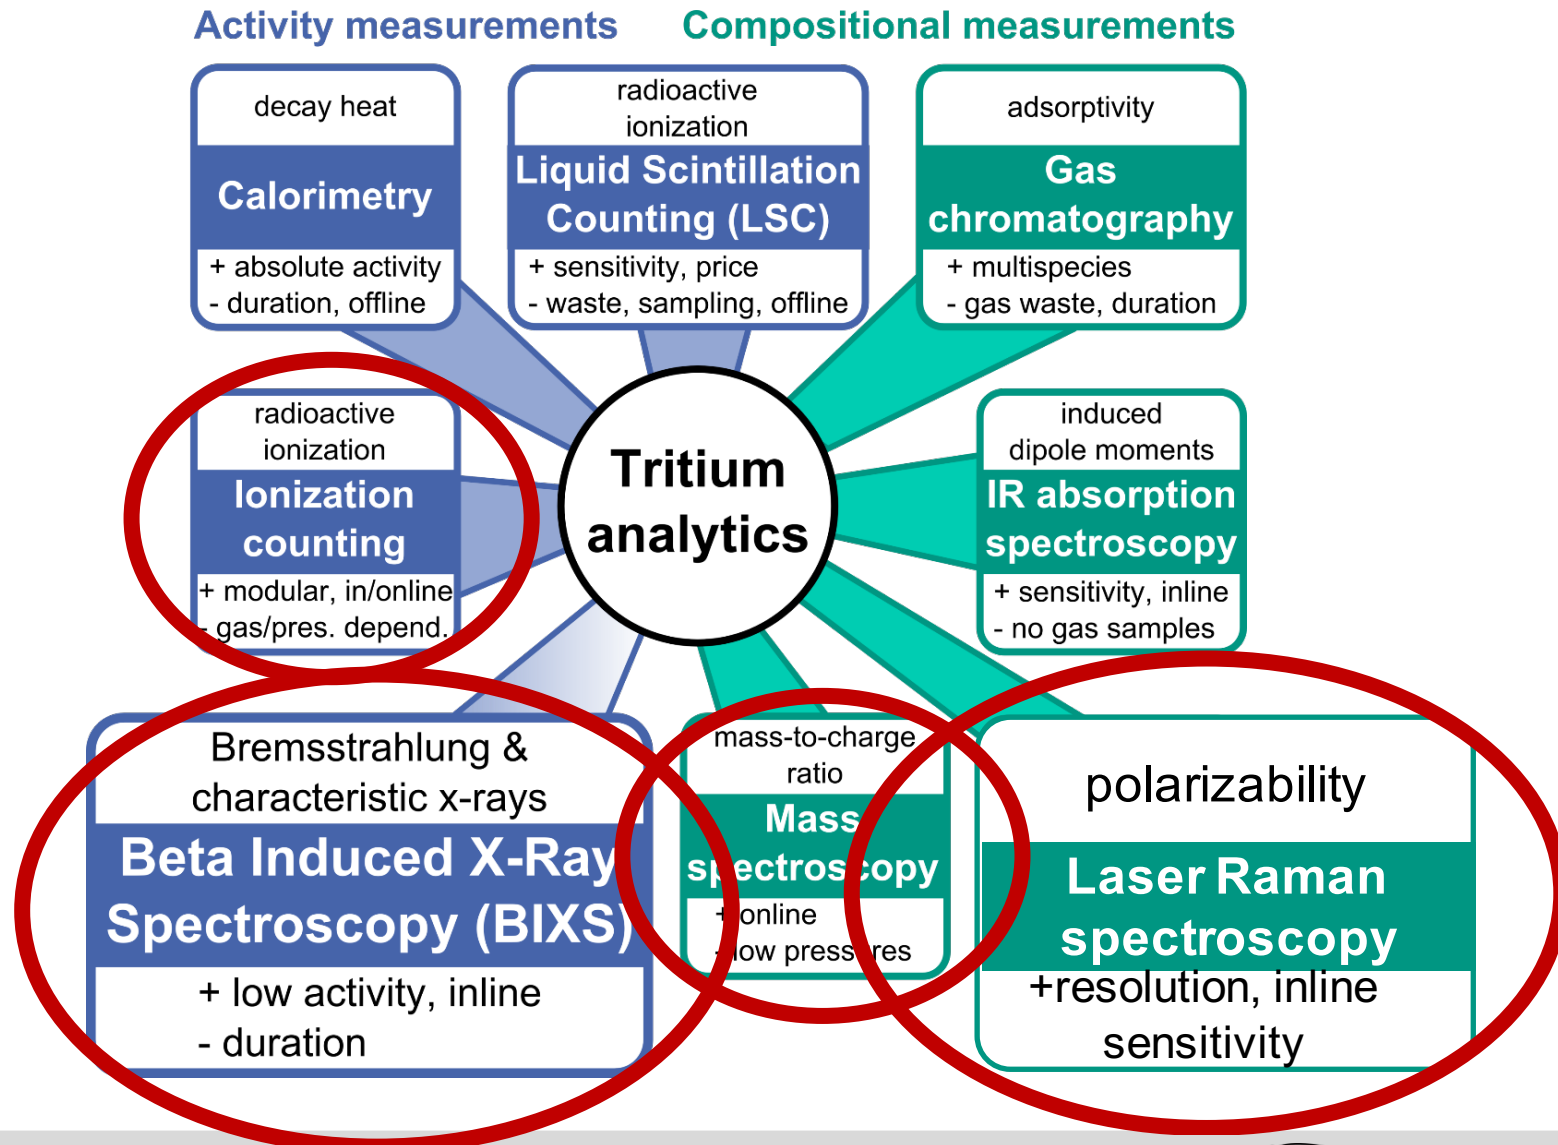 Activity measurements
Compositional measurements
decay heat
Calorimetry
+ absolute activity
- duration, offline
radioactive
ionization
Liquid Scintillation
Counting (LSC)
+ sensitivity, price
- waste, sampling, offline
adsorptivity
Gas
chromatography
+ multispecies
- gas waste, duration
radioactive
ionization
Ionization
counting
+ modular, in/online
- gas/pres. depend.
Tritium
analytics
induced
dipole moments
IR absorption
spectroscopy
+ sensitivity, inline
- no gas samples
Bremsstrahlung &
characteristic x-rays
Beta Induced X-Ray
Spectroscopy (BIXS)
+ low activity, inline
- duration
mass-to-charge
ratio
Mass
spectroscopy
+ online
- low pressures
polarizability
Laser Raman
spectroscopy
+resolution, inline
sensitivity